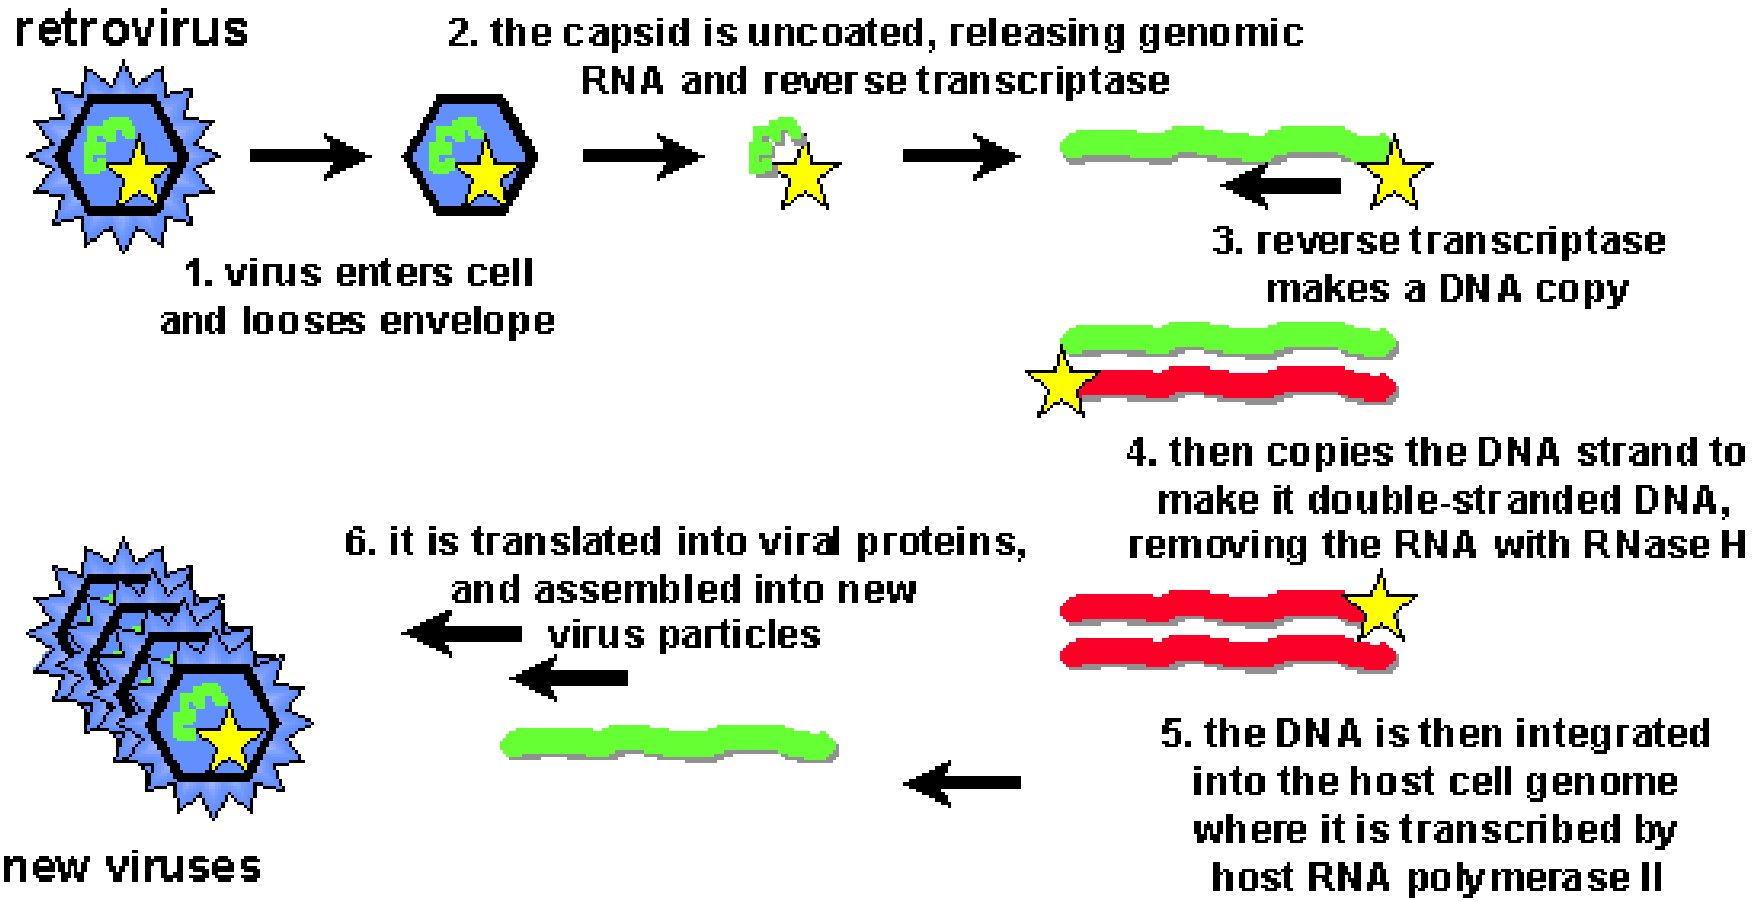 retrovirus
2. the capsid is uncoated, releasing genomic
RNA and reverse transcriptase
1. virus enters cell
and looses envelope
3. reverse transcriptase
makes a DNA copy
4. then copies the DNA strand to
make it double-stranded DNA,
removing the RNA with RNase H
5. the DNA is then integrated
into the host cell genome
where it is transcribed by
host RNA polymerase II
6. it is translated into viral proteins,
and assembled into new
virus particles
new viruses